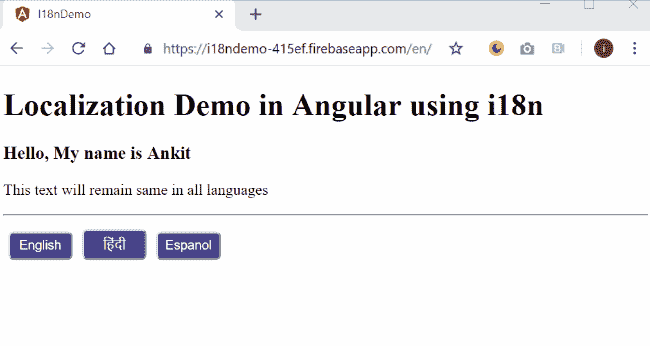 I18nDemo
https://i18ndemo-415ef.firebaseapp.com/en/
Localization Demo in Angular using i18n
Hello, My name is Ankit
This text will remain same in all languages
English हिंदी Espanol